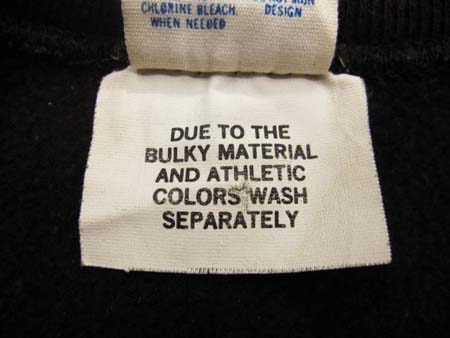 CHLORINE BLEACH.
WHEN NEEDED
DESIGN
DUE TO THE
BULKY MATERIAL
AND ATHLETIC
COLORS WASH
SEPARATELY